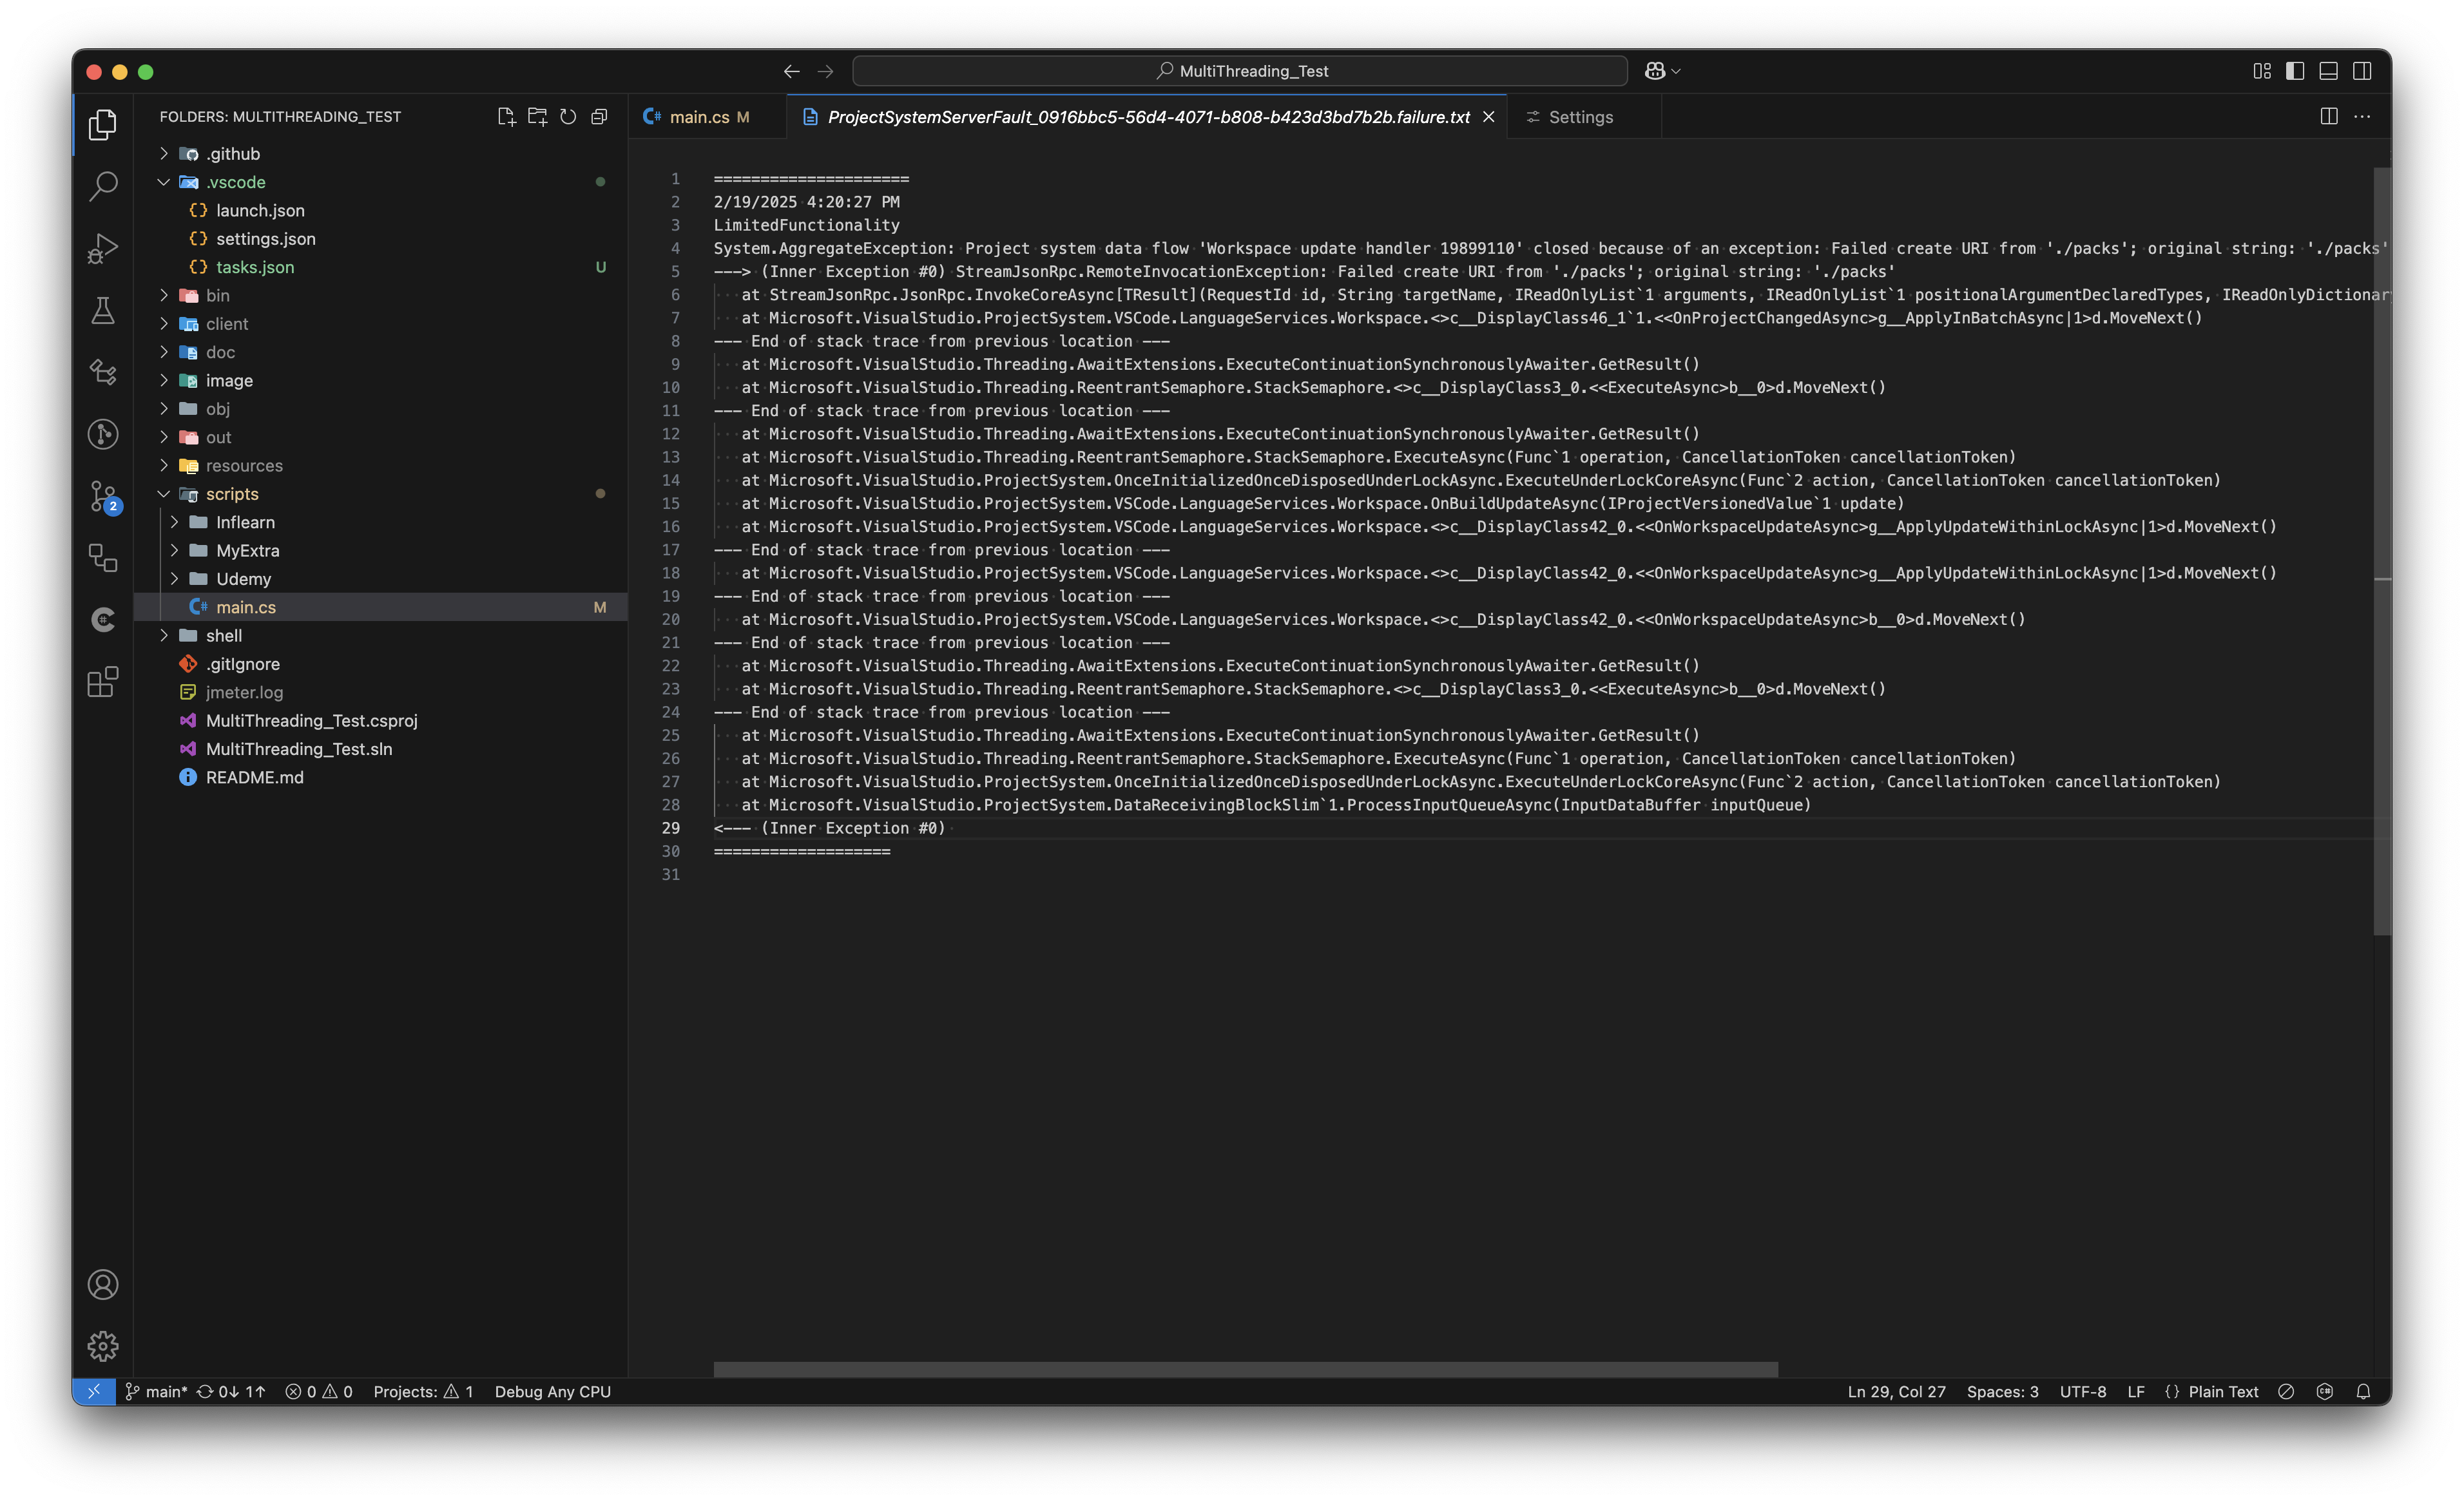 MultiThreading_Test
FOLDERS: MULTITHREADING_TEST
.github
.vscode
launch.json
settings.json
tasks.json U
bin
client
doc
image
obj
out
resources
scripts
Inflearn
MyExtra
Udemy
main.cs M
shell
.gitIgnore
jmeter.log
MultiThreading_Test.csproj
MultiThreading_Test.sln
README.md
2
main.cs M
ProjectSystemServerFault_0916bbc5-56d4-4071-b808-b423d3bd7b2b.failure.txt
Settings
1 =====================
2 2/19/2025 4:20:27 PM
3 LimitedFunctionality
4 System.AggregateException: Project system data flow 'Workspace update handler 19899110' closed because of an exception: Failed create URI from './packs'; original string: './packs'
5 ---> (Inner Exception #0) StreamJsonRpc.RemoteInvocationException: Failed create URI from './packs'; original string: './packs'
6 at StreamJsonRpc.JsonRpc.InvokeCoreAsync[TResult](RequestId id, String targetName, IReadOnlyList`1 arguments, IReadOnlyList`1 positionalArgumentDeclaredTypes, IReadOnlyDictionar
7 at Microsoft.VisualStudio.ProjectSystem.VSCode.LanguageServices.Workspace.<>c__DisplayClass46_1`1.<<OnProjectChangedAsync>g__ApplyInBatchAsync|1>d.MoveNext()
8 --- End of stack trace from previous location ---
9 at Microsoft.VisualStudio.Threading.AwaitExtensions.ExecuteContinuationSynchronouslyAwaiter.GetResult()
10 at Microsoft.VisualStudio.Threading.ReentrantSemaphore.StackSemaphore.<>c__DisplayClass3_0.<<ExecuteAsync>b__0>d.MoveNext()
11 --- End of stack trace from previous location ---
12 at Microsoft.VisualStudio.Threading.AwaitExtensions.ExecuteContinuationSynchronouslyAwaiter.GetResult()
13 at Microsoft.VisualStudio.Threading.ReentrantSemaphore.StackSemaphore.ExecuteAsync(Func`1 operation, CancellationToken cancellationToken)
14 at Microsoft.VisualStudio.ProjectSystem.OnceInitializedOnceDisposedUnderLockAsync.ExecuteUnderLockCoreAsync(Func`2 action, CancellationToken cancellationToken)
15 at Microsoft.VisualStudio.ProjectSystem.VSCode.LanguageServices.Workspace.OnBuildUpdateAsync(IProjectVersionedValue`1 update)
16 at Microsoft.VisualStudio.ProjectSystem.VSCode.LanguageServices.Workspace.<>c__DisplayClass42_0.<<OnWorkspaceUpdateAsync>g__ApplyUpdateWithinLockAsync|1>d.MoveNext()
17 --- End of stack trace from previous location ---
18 at Microsoft.VisualStudio.ProjectSystem.VSCode.LanguageServices.Workspace.<>c__DisplayClass42_0.<<OnWorkspaceUpdateAsync>g__ApplyUpdateWithinLockAsync|1>d.MoveNext()
19 --- End of stack trace from previous location ---
20 at Microsoft.VisualStudio.ProjectSystem.VSCode.LanguageServices.Workspace.<>c__DisplayClass42_0.<<OnWorkspaceUpdateAsync>b__0>d.MoveNext()
21 --- End of stack trace from previous location ---
22 at Microsoft.VisualStudio.Threading.AwaitExtensions.ExecuteContinuationSynchronouslyAwaiter.GetResult()
23 at Microsoft.VisualStudio.Threading.ReentrantSemaphore.StackSemaphore.<>c__DisplayClass3_0.<<ExecuteAsync>b__0>d.MoveNext()
24 --- End of stack trace from previous location ---
25 at Microsoft.VisualStudio.Threading.AwaitExtensions.ExecuteContinuationSynchronouslyAwaiter.GetResult()
26 at Microsoft.VisualStudio.Threading.ReentrantSemaphore.StackSemaphore.ExecuteAsync(Func`1 operation, CancellationToken cancellationToken)
27 at Microsoft.VisualStudio.ProjectSystem.OnceInitializedOnceDisposedUnderLockAsync.ExecuteUnderLockCoreAsync(Func`2 action, CancellationToken cancellationToken)
28 at Microsoft.VisualStudio.ProjectSystem.DataReceivingBlockSlim`1.ProcessInputQueueAsync(InputDataBuffer inputQueue)
29 <--- (Inner Exception #0)
30 ===================
31
main* 0↓ 1↑ 0 0 Projects: 1 Debug Any CPU
Ln 29, Col 27 Spaces: 3 UTF-8 LF {} Plain Text